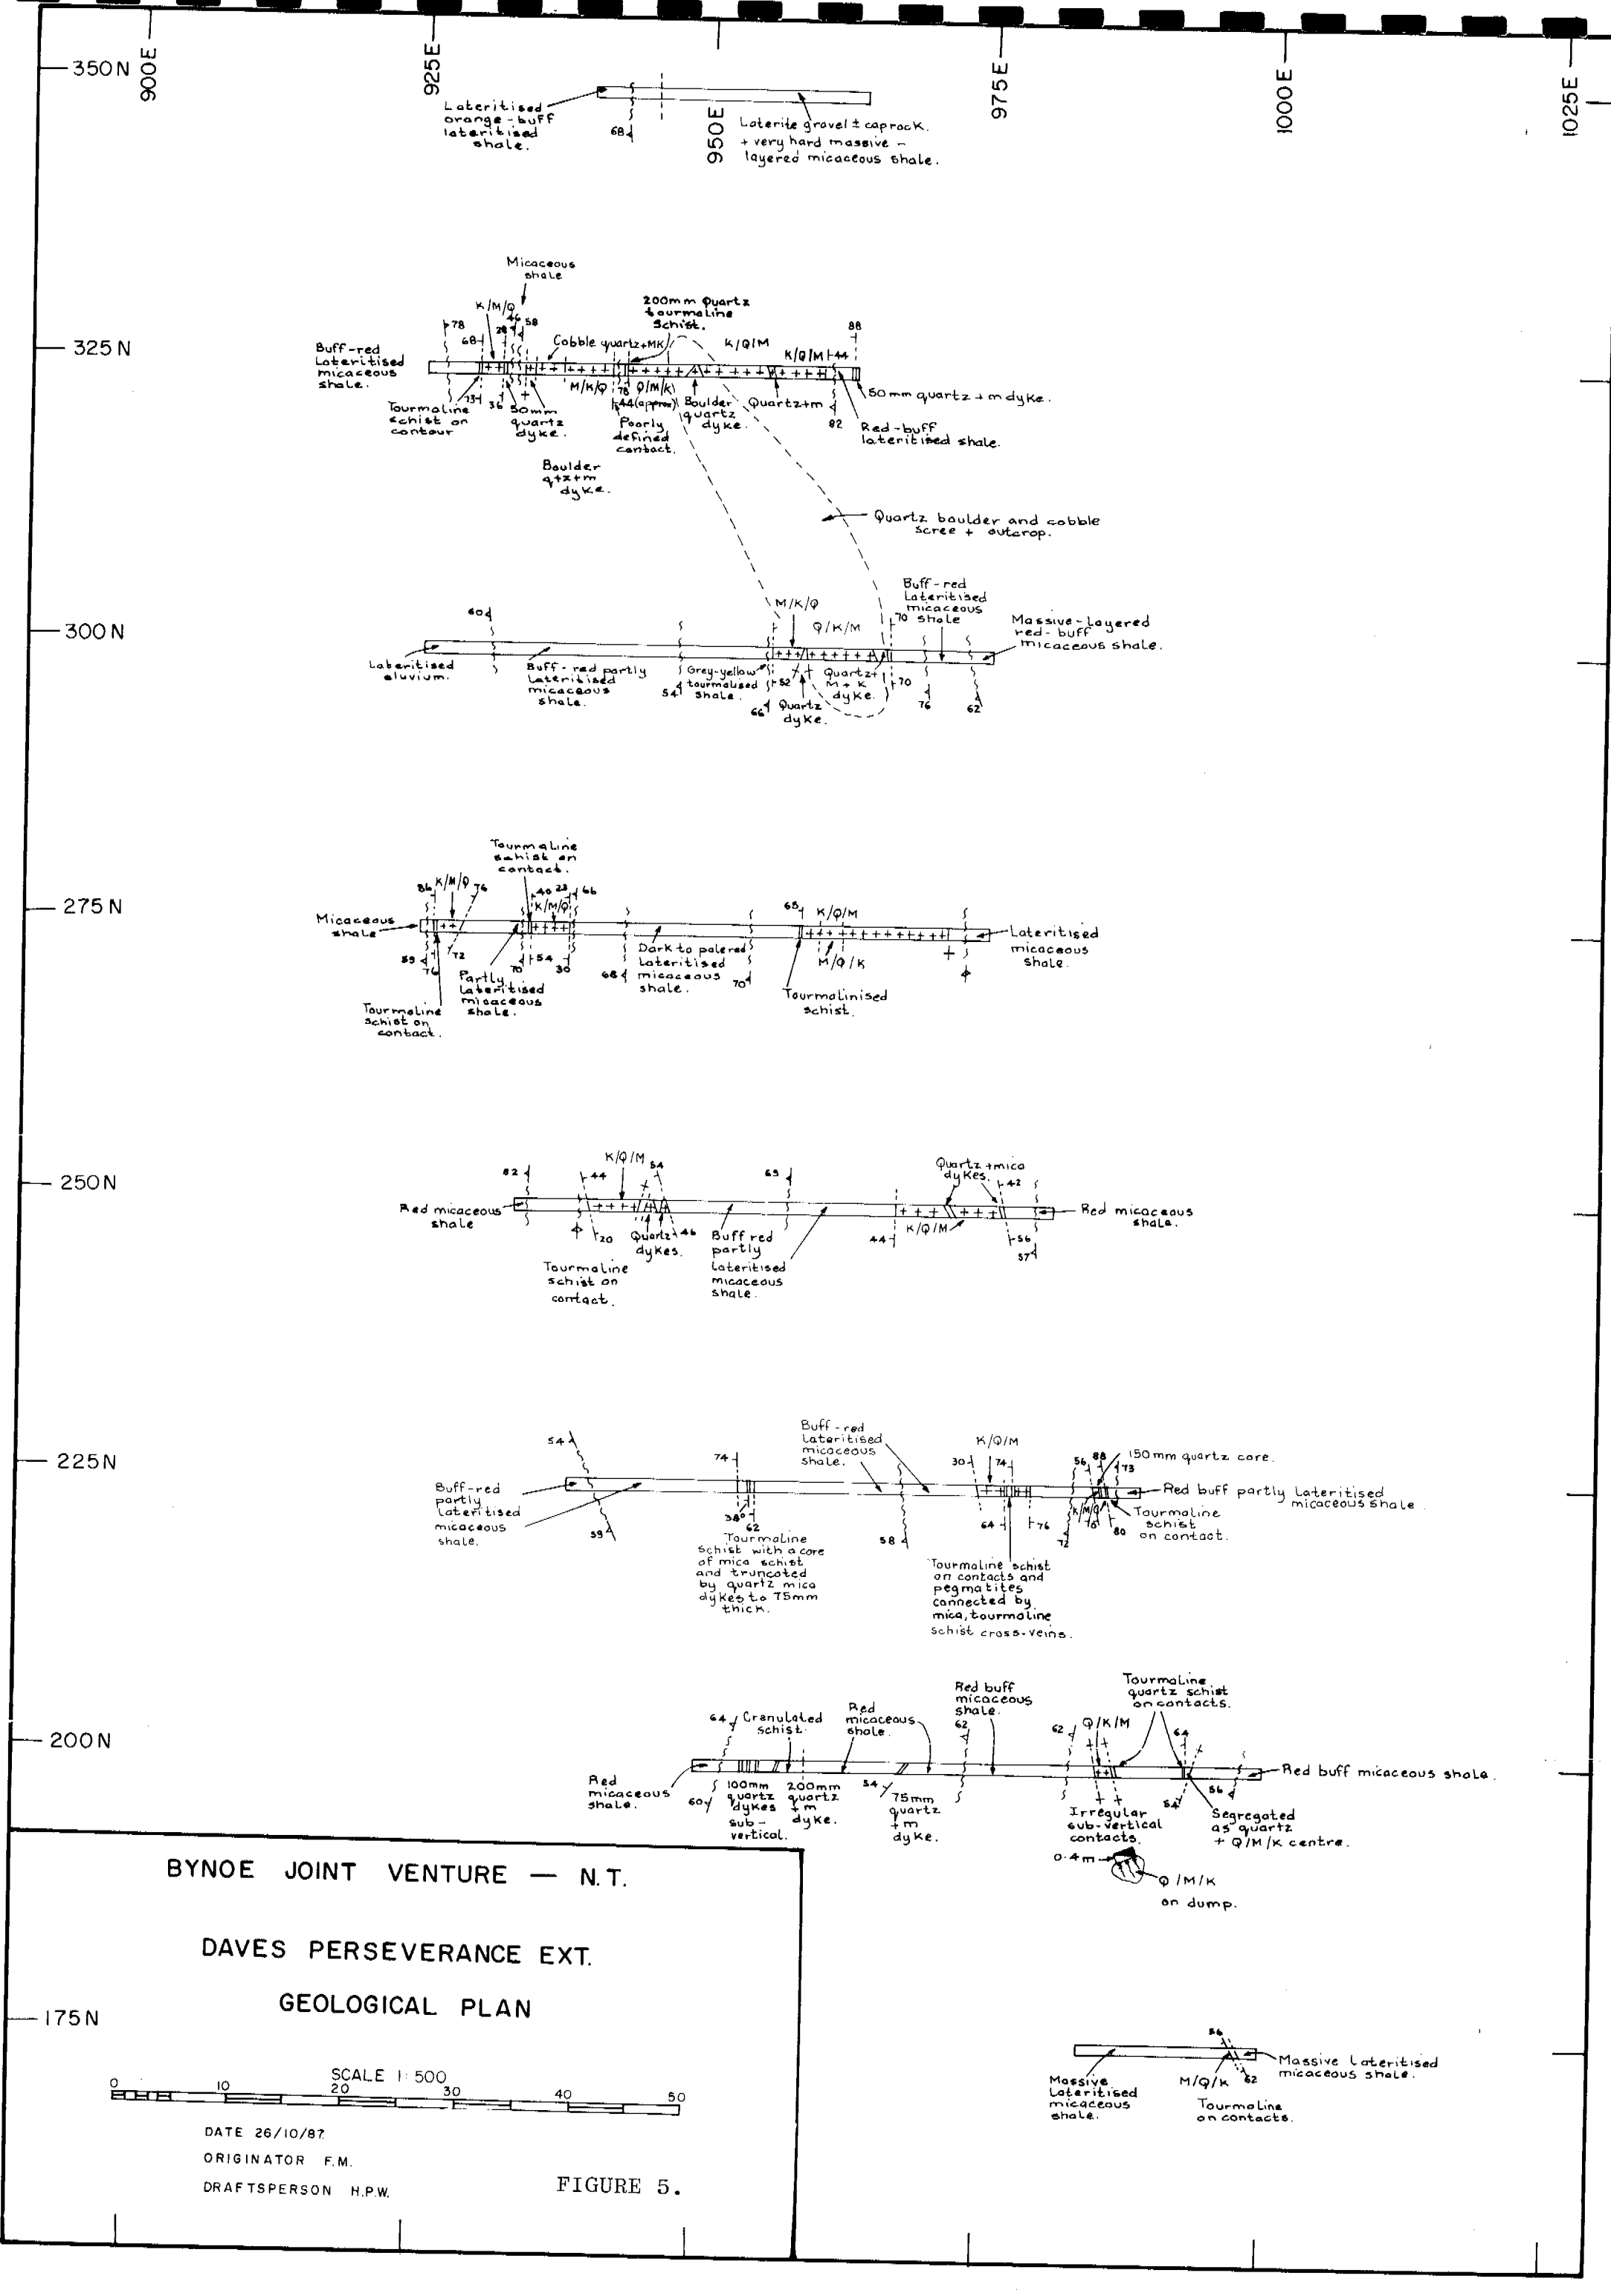 900E
925E
950E
975E
1000E
1025E
350N
Lateritised
orange-buff
lateritised
shale.
68
Laterite gravel ± caprock.
+ very hard massive -
layered micaceous shale.
Micaceous
shale
K/M/Q
46
58
28
78
68
200mm Quartz
tourmaline
Schist.
88
325N
Buff-red
Lateritised
micaceous
shale.
Cobble quartz+MK
K/Q/M
K/Q/M
44
73
36
50mm
quartz
dyke.
Tourmaline
schist on
contour
M/K/Q
78
Q/M/K
44(approx)
Poorly
defined
contact.
Boulder
quartz
dyke.
Quartz+m
82
50mm quartz + m dyke.
Red-buff
lateritised shale.
Boulder
qtz+m
dyke.
Quartz boulder and cobble
scree + outcrop.
300N
60
M/K/Q
Q/K/M
70
Buff-red
Lateritised
micaceous
shale
Massive-layered
red-buff
micaceous shale.
Lateritised
eluvium.
Buff-red partly
lateritised
micaceous
shale.
54
Grey-yellow
tourmalised
shale.
52
66
Quartz
dyke.
Quartz+
M+K
dyke.
70
76
62
Tourmaline
schist on
contact.
86
K/M/Q
76
40
23
66
K/M/Q
275N
Micaceous
shale
65
K/Q/M
Lateritised
micaceous
shale.
59
76
72
Partly
lateritised
micaceous
shale.
70
54
30
68
Dark to palered
lateritised
micaceous
shale.
70
M/Q/K
Tourmalinised
schist.
Tourmaline
schist on
contact.
250N
82
44
K/Q/M
54
65
Quartz+mica
dykes.
42
Red micaceous
shale
20
Quartz
dykes.
46
Buff red
partly
lateritised
micaceous
shale.
44
K/Q/M
56
57
Red micaceous
shale.
Tourmaline
schist on
contact.
225N
54
74
Buff-red
lateritised
micaceous
shale.
K/Q/M
30
74
56
88
73
150mm quartz core.
Buff-red
partly
lateritised
micaceous
shale.
59
38°
62
Tourmaline
schist with a core
of mica schist
and truncated
by quartz mica
dykes to 75mm
thick.
58
64
76
72
K/M/Q
78
80
Red buff partly lateritised
micaceous shale
Tourmaline
schist
on contact.
Tourmaline schist
on contacts and
pegmatites
connected by
mica, tourmaline
schist cross-veins.
200N
64
Granulated
schist.
Red
micaceous
shale.
Red buff
micaceous
shale.
62
62
Q/K/M
Tourmaline
quartz schist
on contacts.
64
Red
micaceous
shale.
60
100mm
quartz
dykes
sub-
vertical.
200mm
quartz
+m
dyke.
54
75mm
quartz
+m
dyke.
Irregular
sub-vertical
contacts.
54
56
Segregated
as quartz
+ Q/M/K centre.
Red buff micaceous shale.
0.4m
Q/M/K
on dump.
175N
56
Massive
lateritised
micaceous
shale.
M/Q/K
62
Tourmaline
on contacts.
Massive lateritised
micaceous shale.
BYNOE JOINT VENTURE — N.T.
DAVES PERSEVERANCE EXT.
GEOLOGICAL PLAN
SCALE 1:500
0
10
20
30
40
50
DATE 26/10/87.
ORIGINATOR F.M.
DRAFTSPERSON H.P.W.
FIGURE 5.